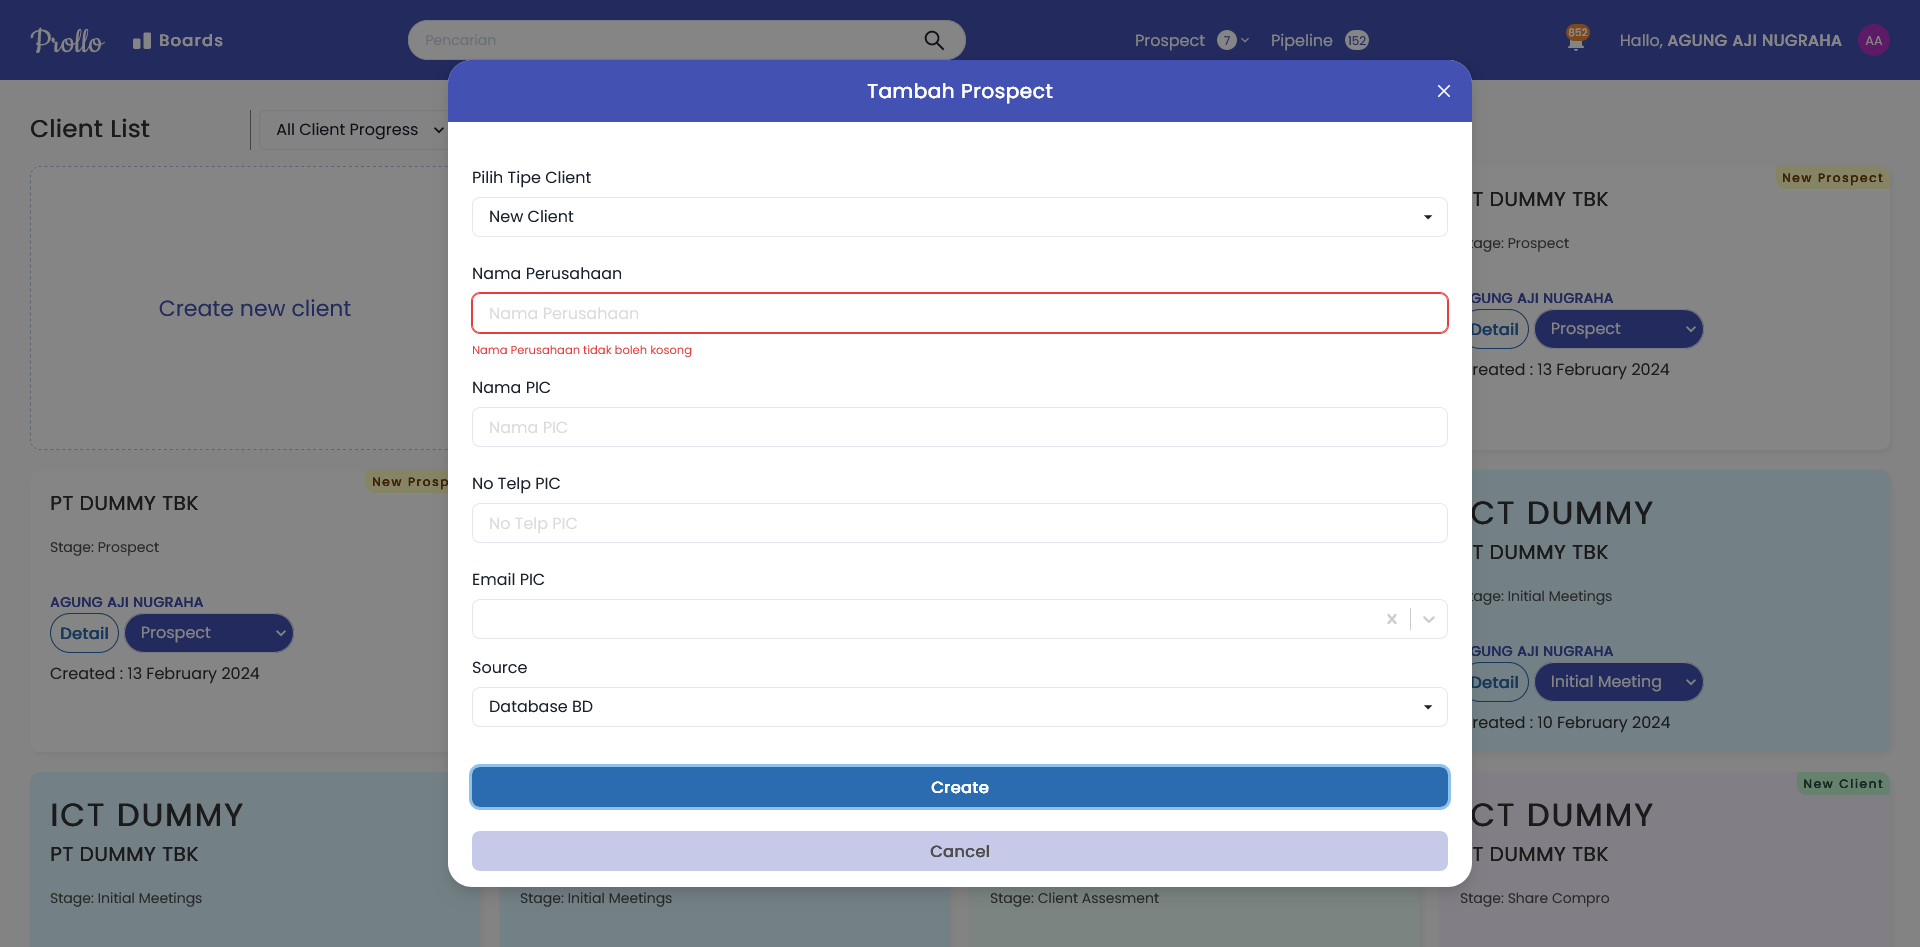 Prollo
Boards
Pencarian
Prospect 7
Pipeline 152
852
Hallo, AGUNG AJI NUGRAHA
AA
Client List
All Client Progress
Create new client
Tambah Prospect
Pilih Tipe Client
New Client
Nama Perusahaan
Nama Perusahaan
Nama Perusahaan tidak boleh kosong
Nama PIC
Nama PIC
No Telp PIC
No Telp PIC
Email PIC
Source
Database BD
Create
Cancel
New Prospect
T DUMMY TBK
tage: Prospect
GUNG AJI NUGRAHA
Detail
Prospect
reated : 13 February 2024
New Prosp
PT DUMMY TBK
Stage: Prospect
AGUNG AJI NUGRAHA
Detail
Prospect
Created : 13 February 2024
CT DUMMY
T DUMMY TBK
tage: Initial Meetings
GUNG AJI NUGRAHA
Detail
Initial Meeting
reated : 10 February 2024
ICT DUMMY
PT DUMMY TBK
Stage: Initial Meetings
Stage: Initial Meetings
Stage: Client Assesment
New Client
CT DUMMY
T DUMMY TBK
Stage: Share Compro